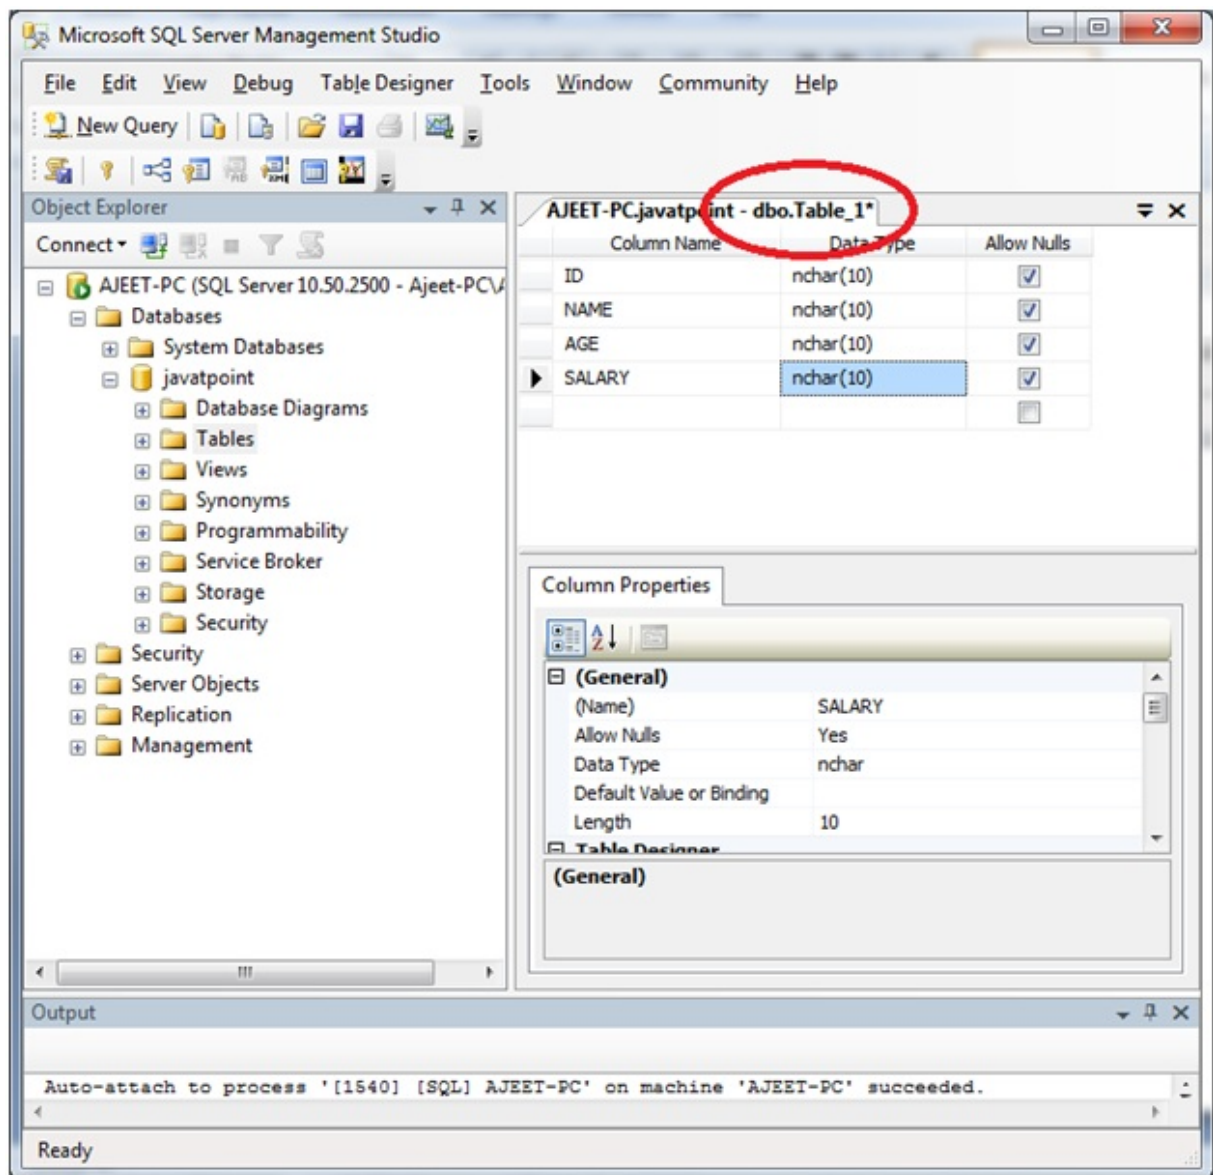 Microsoft SQL Server Management Studio
File Edit View Debug Table Designer Tools Window Community Help
New Query
Object Explorer
Connect
AJEET-PC (SQL Server 10.50.2500 - Ajeet-PC\A
Databases
System Databases
javatpoint
Database Diagrams
Tables
Views
Synonyms
Programmability
Service Broker
Storage
Security
Security
Server Objects
Replication
Management
AJEET-PC.javatpoint - dbo.Table_1*
Column Name Data Type Allow Nulls
ID nchar(10)
NAME nchar(10)
AGE nchar(10)
SALARY nchar(10)
Column Properties
(General)
(Name) SALARY
Allow Nulls Yes
Data Type nchar
Default Value or Binding
Length 10
Table Designer
(General)
Output
Auto-attach to process '[1540] [SQL] AJEET-PC' on machine 'AJEET-PC' succeeded.
Ready